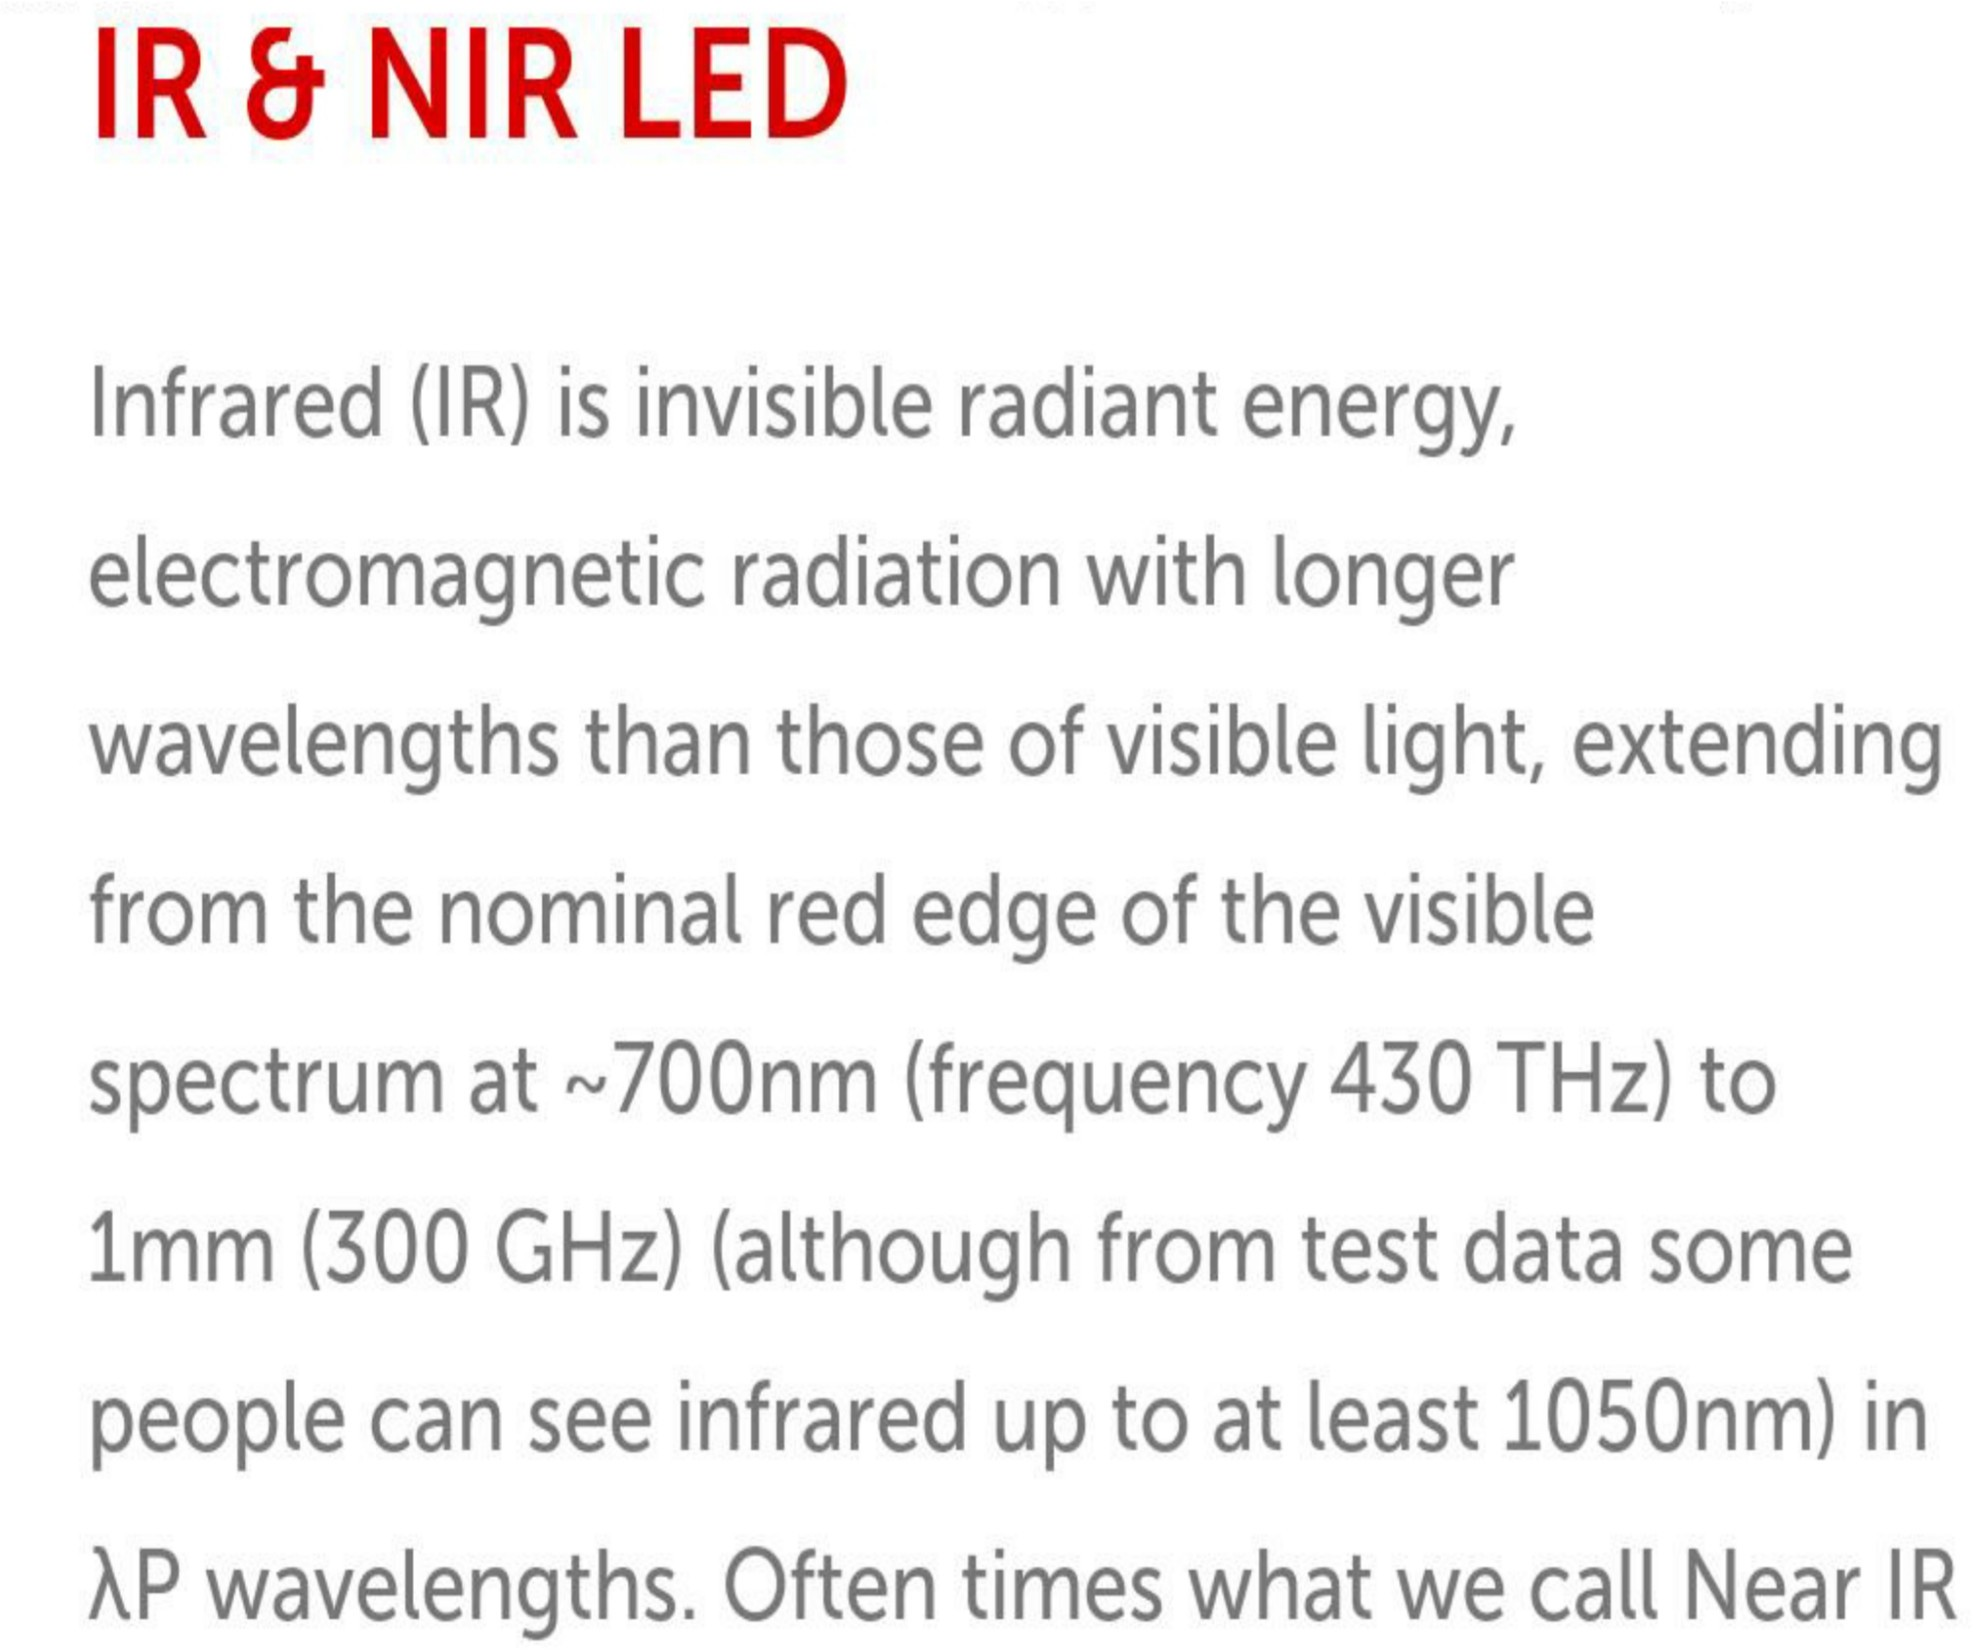 IR & NIR LED
Infrared (IR) is invisible radiant energy,
electromagnetic radiation with longer
wavelengths than those of visible light, extending
from the nominal red edge of the visible
spectrum at ~700nm (frequency 430 THz) to
1mm (300 GHz) (although from test data some
people can see infrared up to at least 1050nm) in
λP wavelengths. Often times what we call Near IR